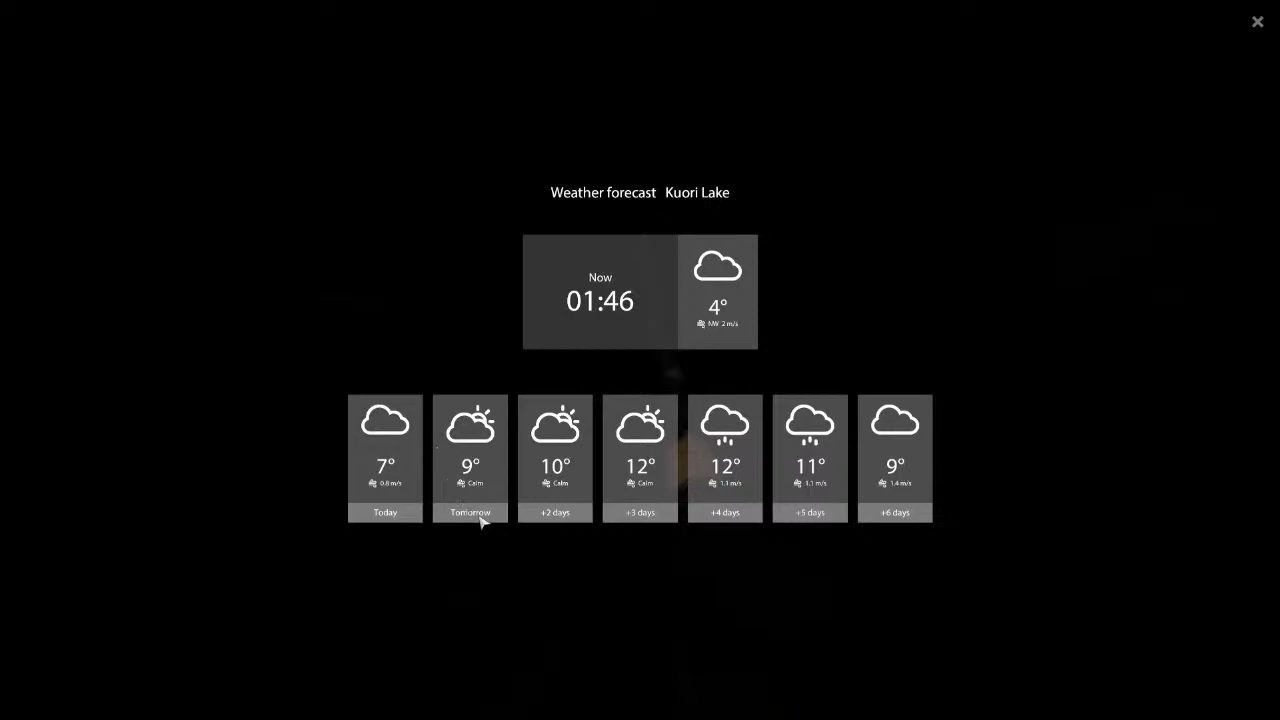 Weather forecast Kuori Lake
Now
01:46
4°
NW 2 m/s
7° 9° 10° 12° 12° 11° 9°
0.8 m/s Calm Calm Calm 1.1 m/s 1.1 m/s 1.4 m/s
Today Tomorrow +2 days +3 days +4 days +5 days +6 days